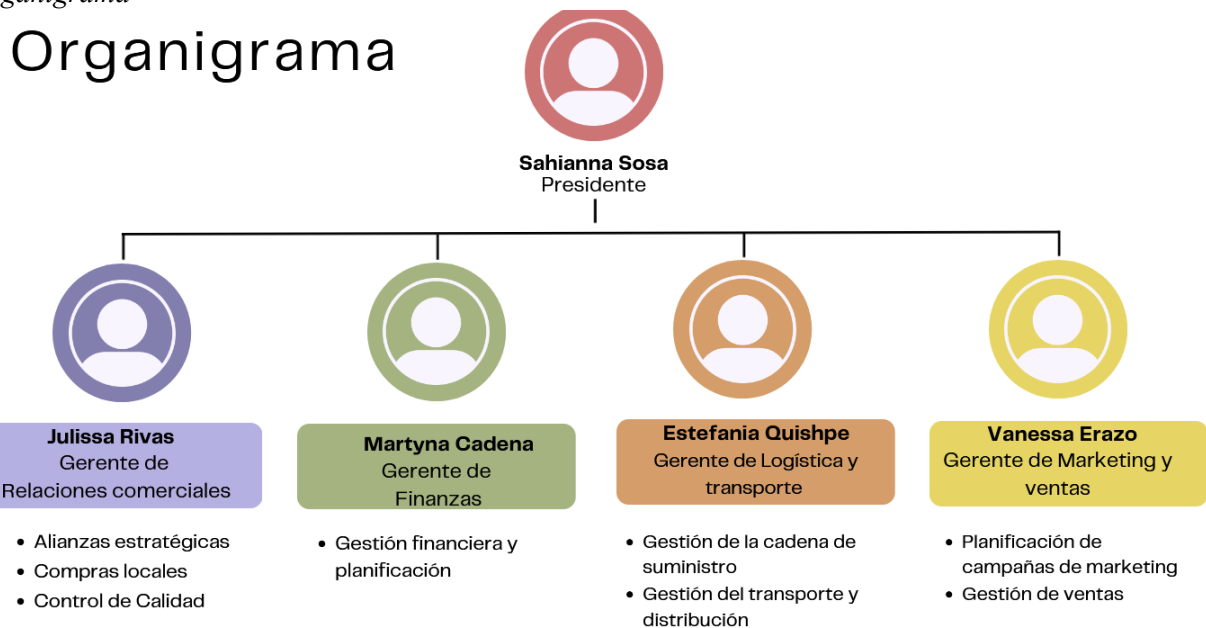 Organigrama
Sahianna Sosa
Presidente
Julissa Rivas
Gerente de
Relaciones comerciales
• Alianzas estratégicas
• Compras locales
• Control de Calidad
Martyna Cadena
Gerente de
Finanzas
• Gestión financiera y
planificación
Estefania Quishpe
Gerente de Logística y
transporte
• Gestión de la cadena de
suministro
• Gestión del transporte y
distribución
Vanessa Erazo
Gerente de Marketing y
ventas
• Planificación de
campañas de marketing
• Gestión de ventas